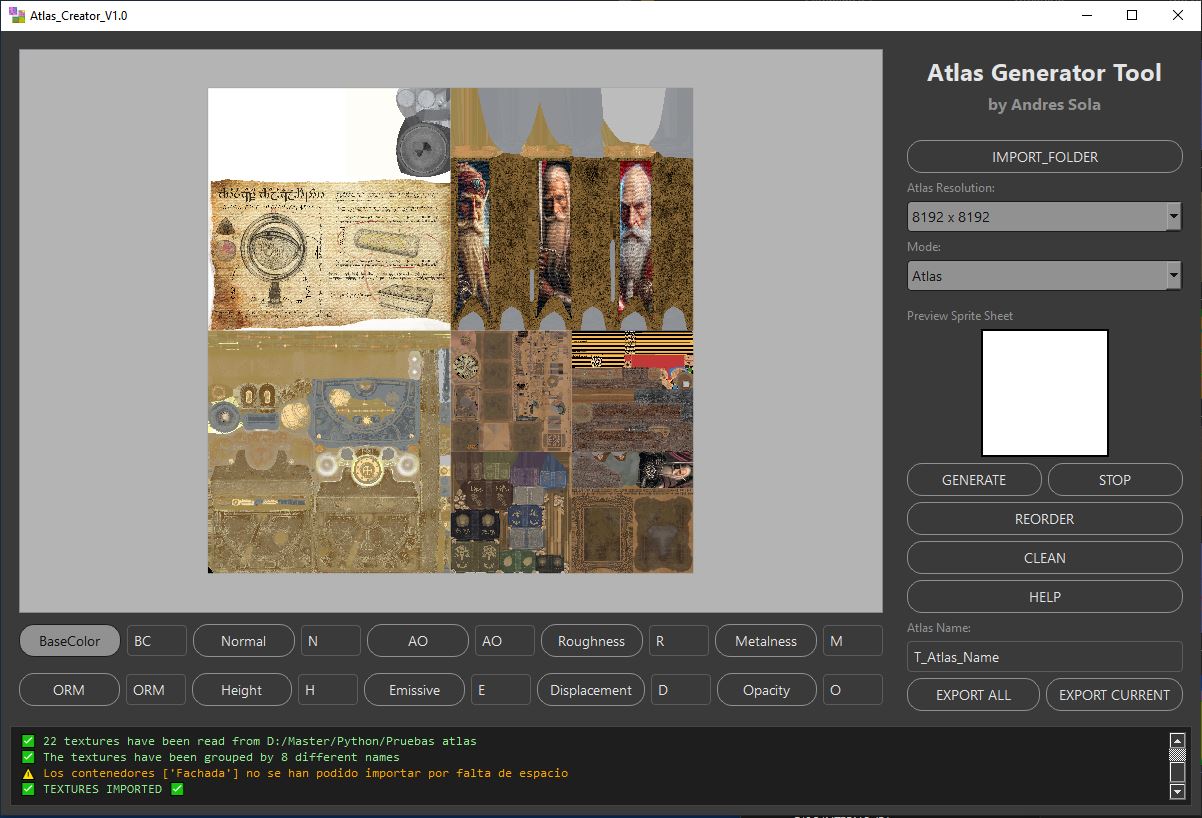 Atlas_Creator_V1.0
Atlas Generator Tool
by Andres Sola
IMPORT_FOLDER
Atlas Resolution:
8192 x 8192
Mode:
Atlas
Preview Sprite Sheet
GENERATE
STOP
REORDER
CLEAN
HELP
Atlas Name:
T_Atlas_Name
EXPORT ALL
EXPORT CURRENT
BaseColor
BC
Normal
N
AO
AO
Roughness
R
Metalness
M
ORM
ORM
Height
H
Emissive
E
Displacement
D
Opacity
O
✅ 22 textures have been read from D:/Master/Python/Pruebas atlas
✅ The textures have been grouped by 8 different names
⚠ Los contenedores ['Fachada'] no se han podido importar por falta de espacio
✅ TEXTURES IMPORTED ✅